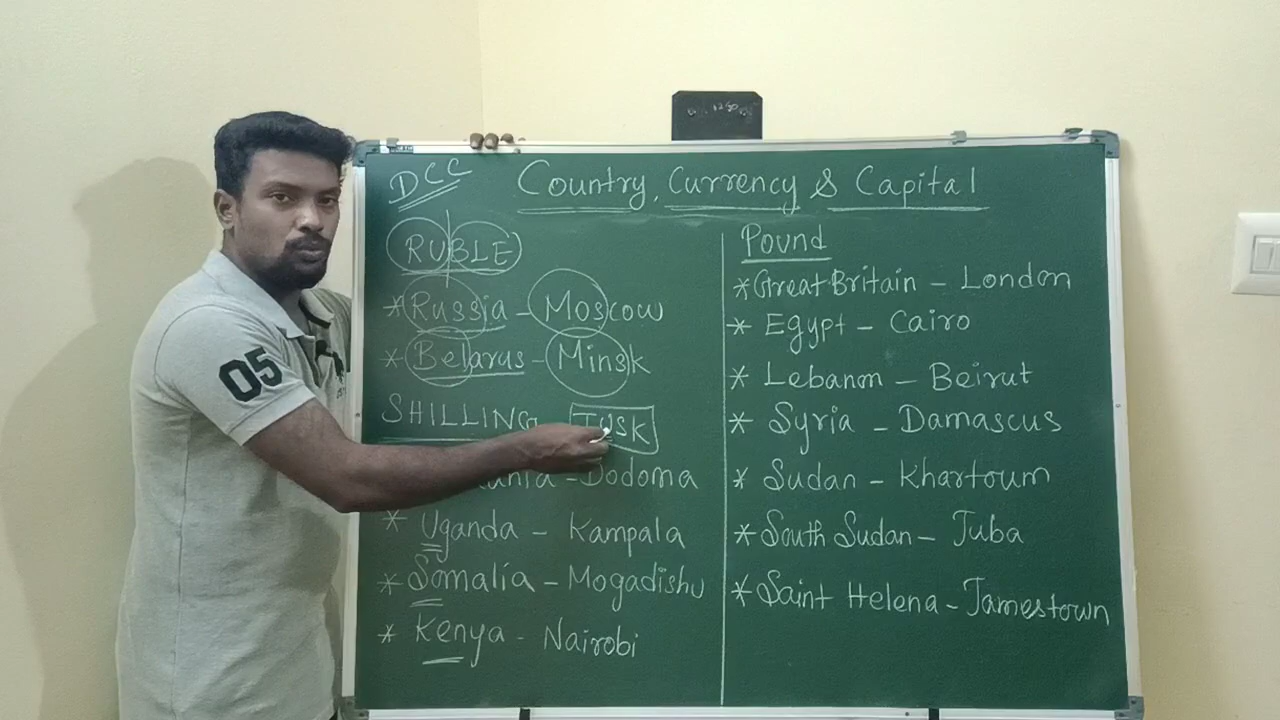 DCC
Country, Currency & Capital
RUBLE
* Russia - Moscow
* Belarus - Minsk
SHILLING - TUSK
- Dodoma
* Uganda - Kampala
* Somalia - Mogadishu
* Kenya - Nairobi
Pound
* Great Britain - London
* Egypt - Cairo
* Lebanon - Beirut
* Syria - Damascus
* Sudan - Khartoum
* South Sudan - Juba
* Saint Helena - Jamestown
05